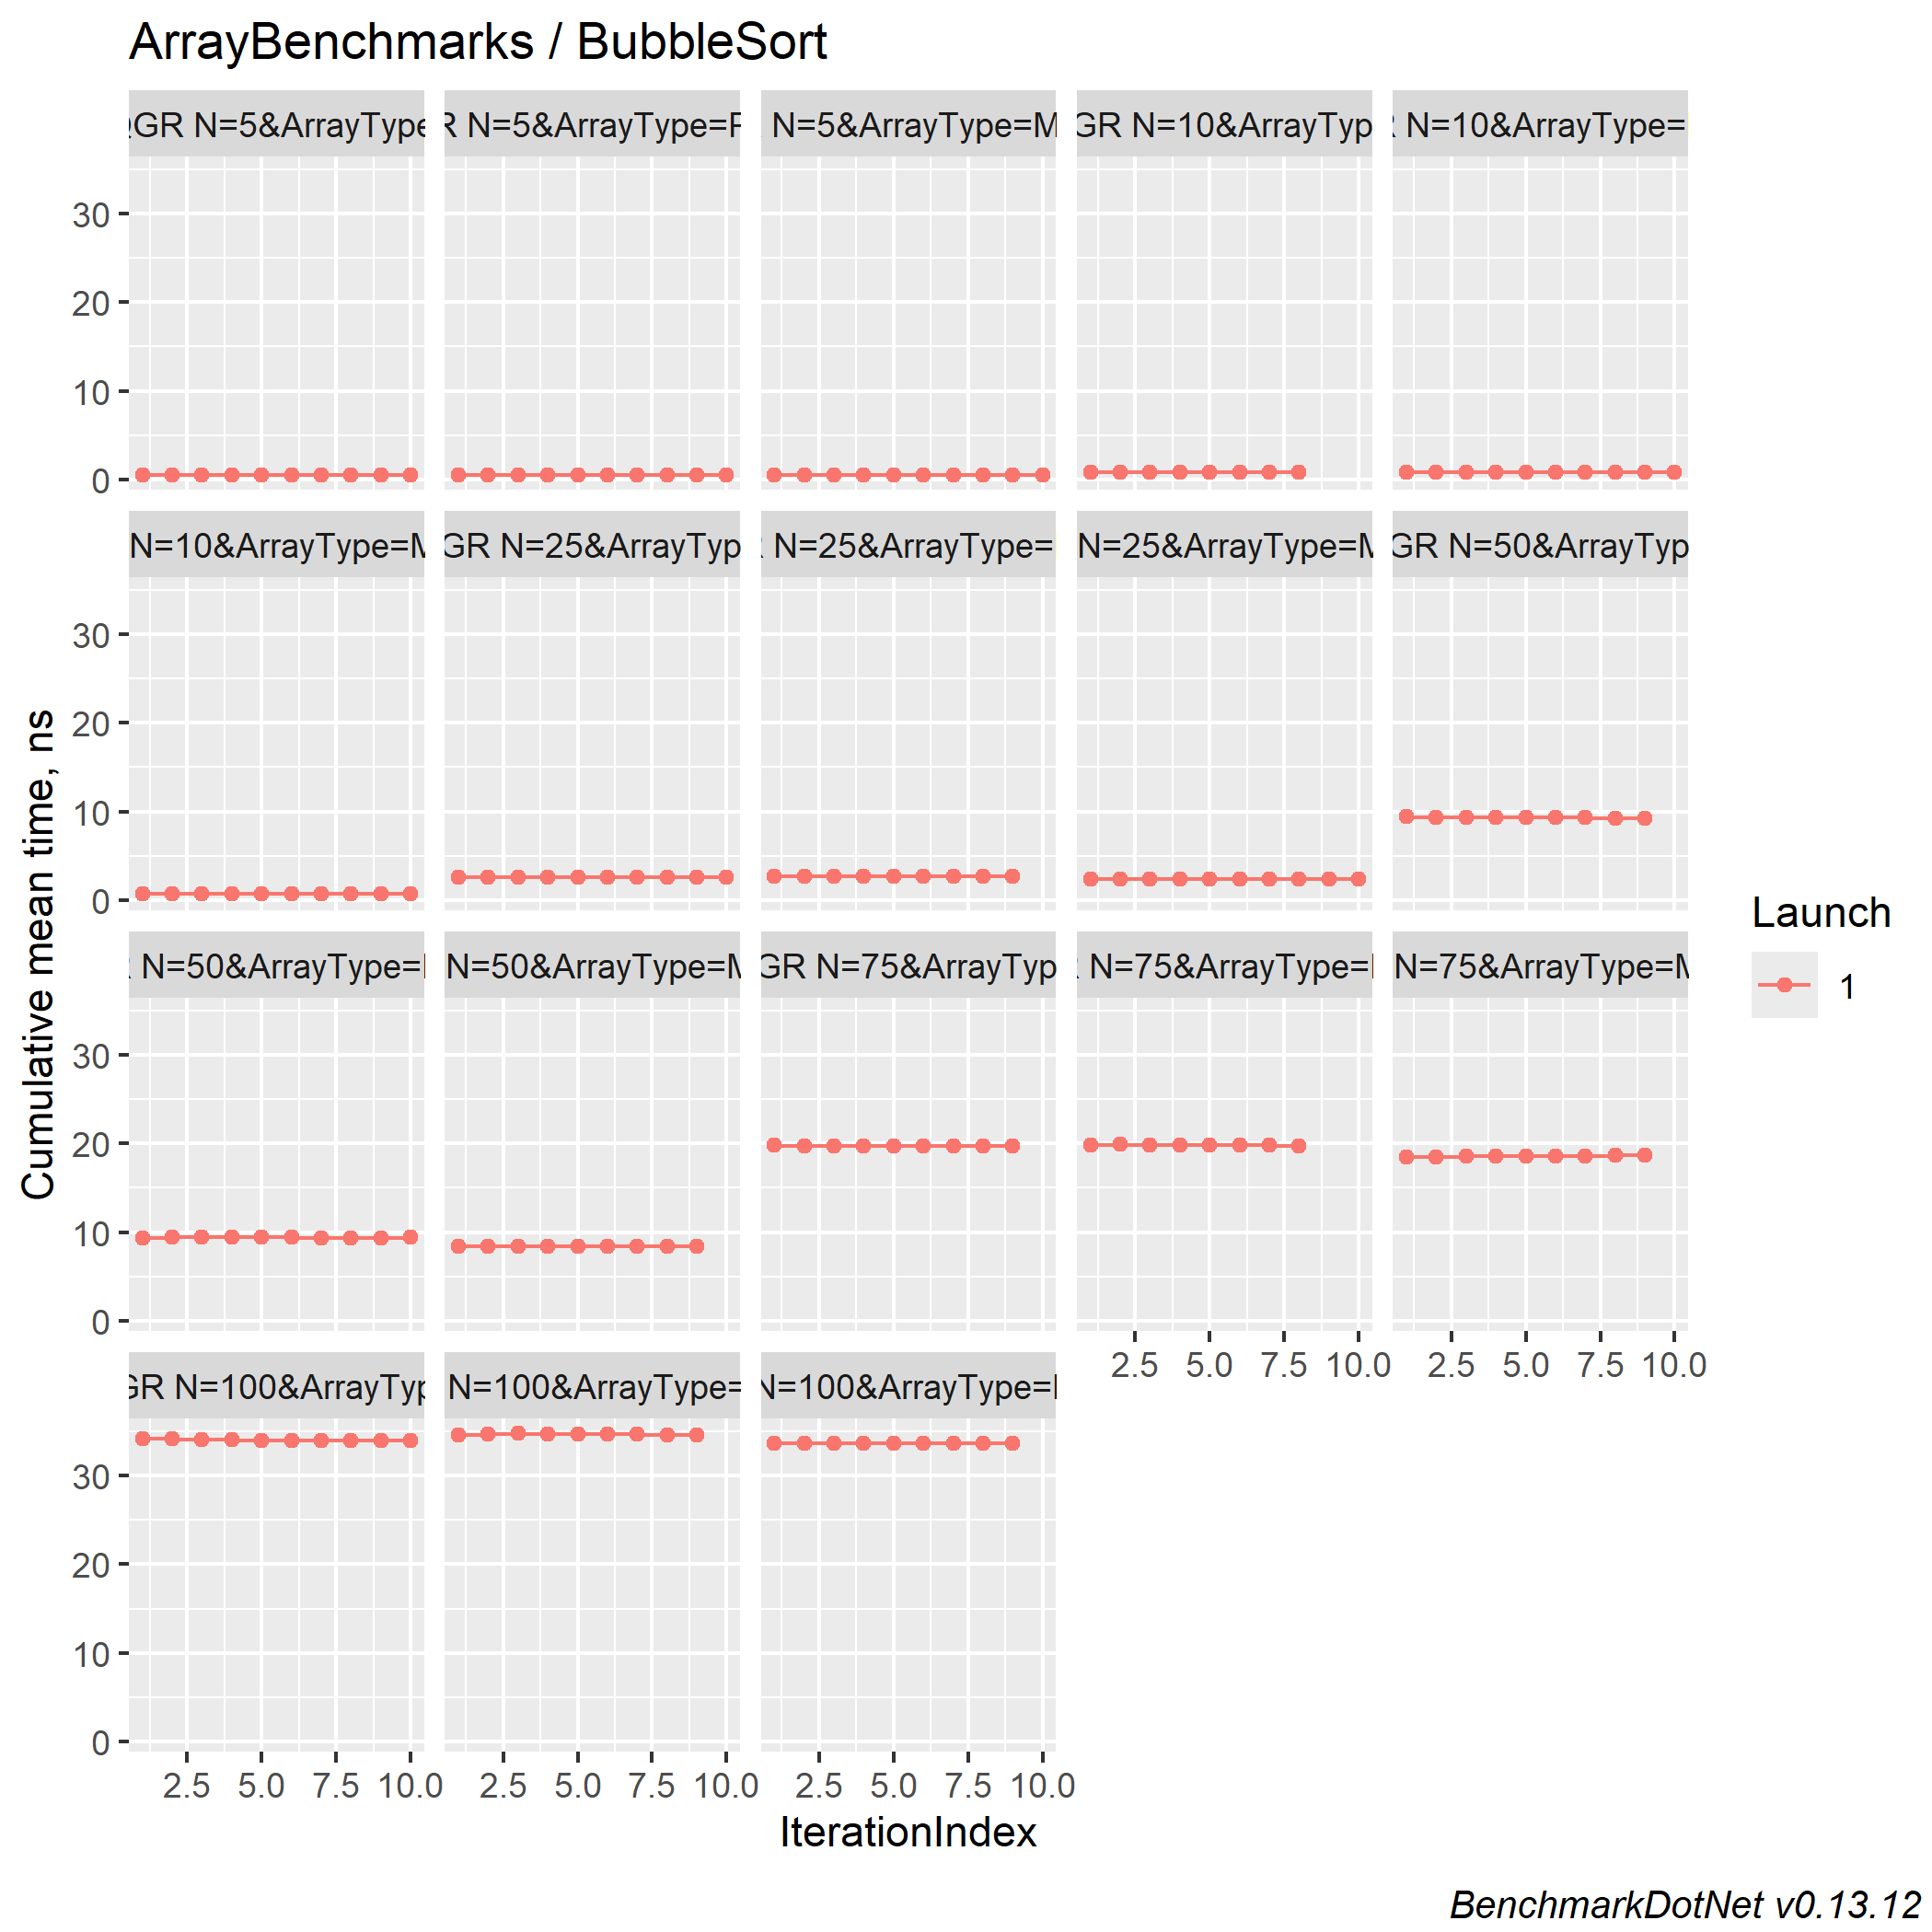 ArrayBenchmarks / BubbleSort
QGR N=5&ArrayType
R N=5&ArrayType=
N=5&ArrayType=M
GR N=10&ArrayTyp
N=10&ArrayType=
30
20
10
0
N=10&ArrayType=M
GR N=25&ArrayTyp
N=25&ArrayType=
N=25&ArrayType=M
GR N=50&ArrayTyp
30
20
10
0
N=50&ArrayType=
N=50&ArrayType=M
GR N=75&ArrayTyp
N=75&ArrayType=
N=75&ArrayType=M
30
20
10
0
2.5 5.0 7.5 10.0
2.5 5.0 7.5 10.0
GR N=100&ArrayTyp
N=100&ArrayType=
N=100&ArrayType=
30
20
10
0
2.5 5.0 7.5 10.0
2.5 5.0 7.5 10.0
2.5 5.0 7.5 10.0
IterationIndex
Cumulative mean time, ns
Launch
1
BenchmarkDotNet v0.13.12